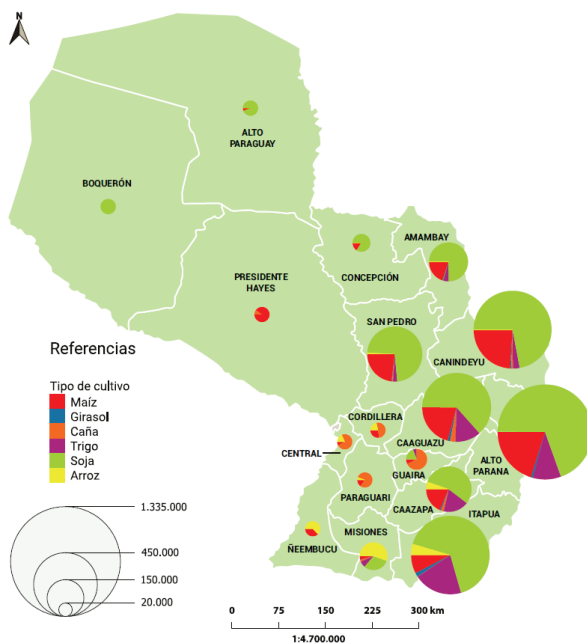 N
ALTO
PARAGUAY
BOQUERÓN
AMAMBAY
CONCEPCIÓN
PRESIDENTE
HAYES
SAN PEDRO
CANINDEYU
Referencias
Tipo de cultivo
Maíz
Girasol
Caña
Trigo
Soja
Arroz
CORDILLERA
CAAGUAZU
CENTRAL
ALTO
PARANA
GUAIRA
PARAGUARI
CAAZAPA
ITAPUA
MISIONES
ÑEEMBUCU
1.335.000
450.000
150.000
20.000
0 75 150 225 300 km
1:4.700.000